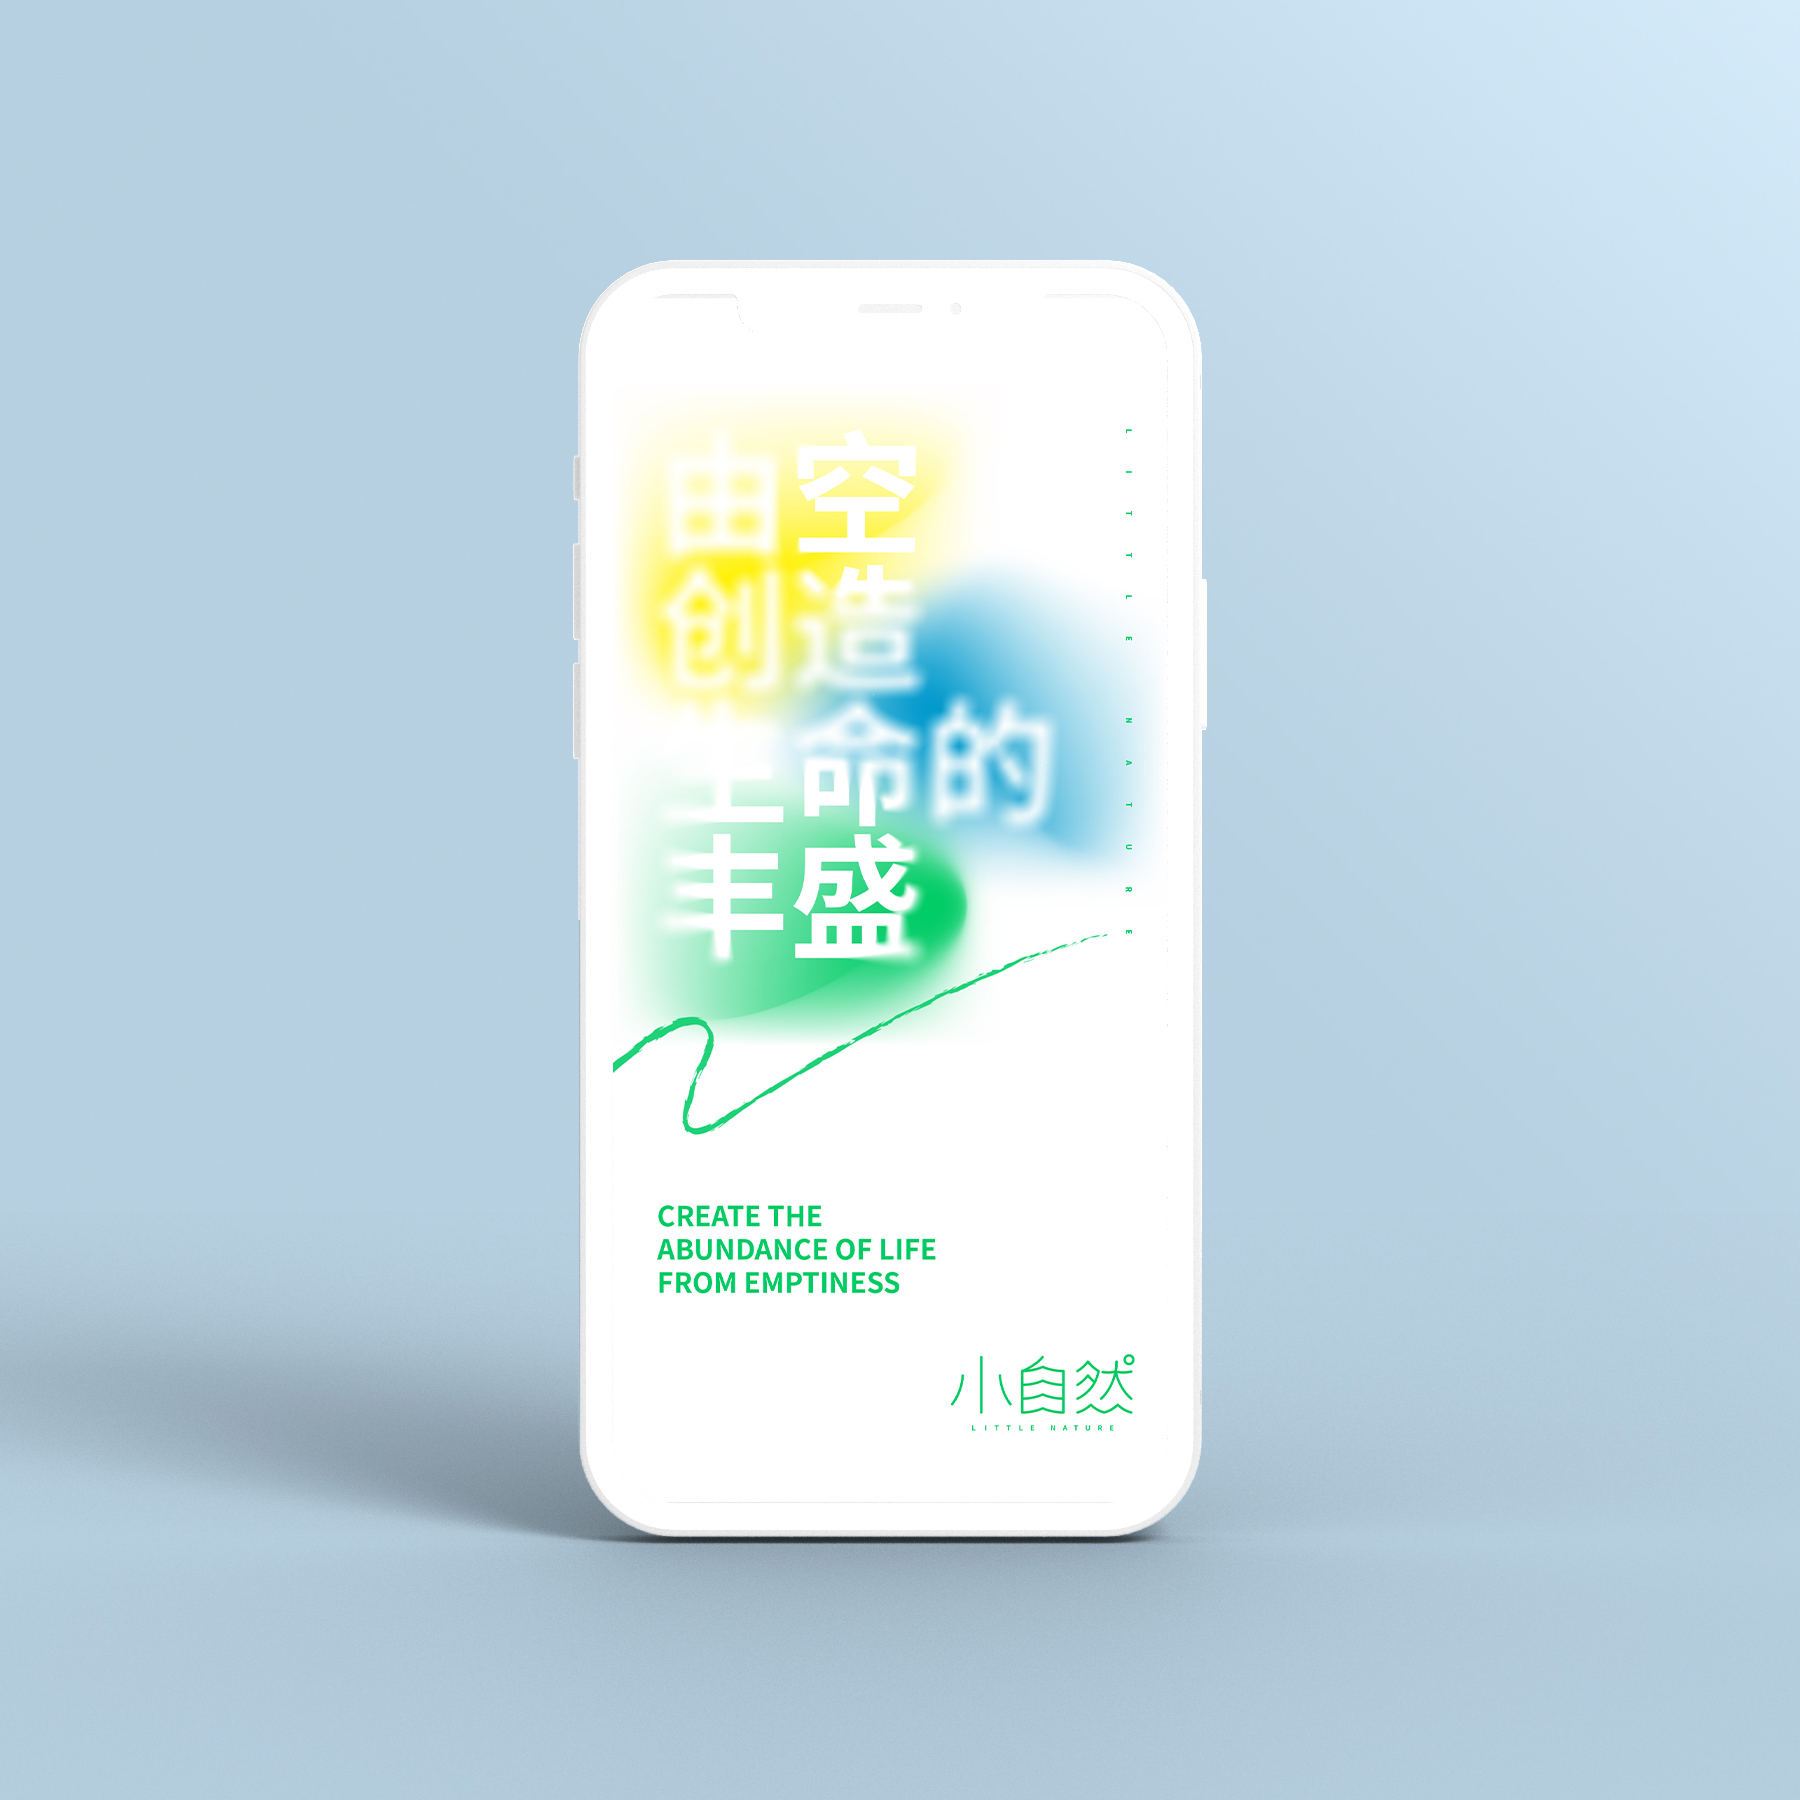 由空
创造
生命的
丰盛
LITTLE NATURE
CREATE THE
ABUNDANCE OF LIFE
FROM EMPTINESS
小自然
LITTLE NATURE